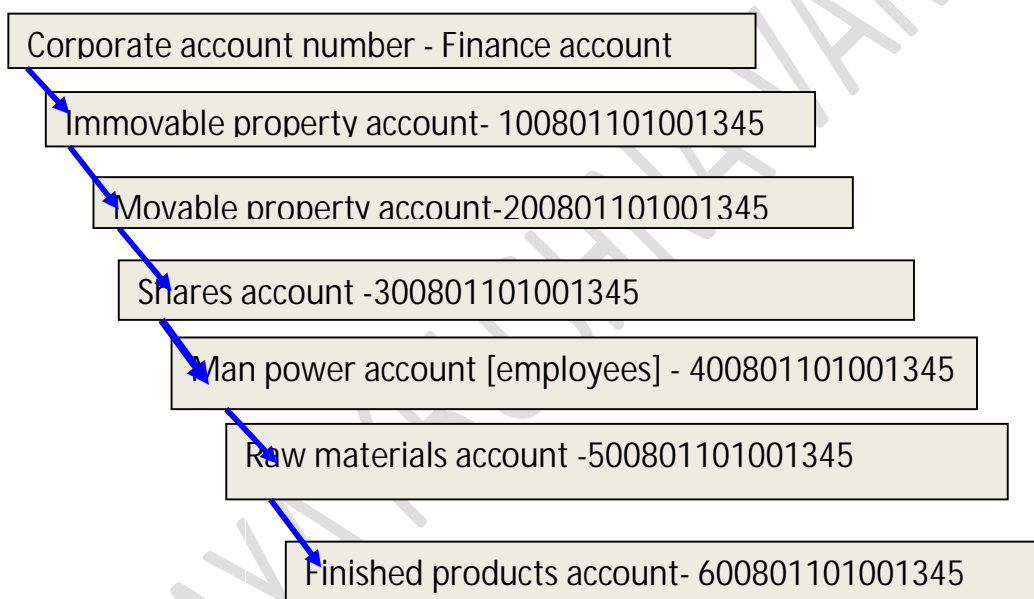 Corporate account number - Finance account
Immovable property account- 100801101001345
Movable property account-200801101001345
Shares account -300801101001345
Man power account [employees] - 400801101001345
Raw materials account -500801101001345
Finished products account- 600801101001345